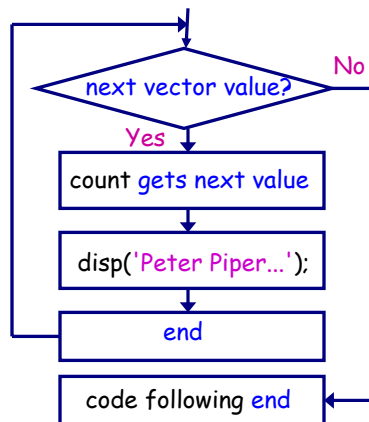 next vector value?
No
Yes
count gets next value
disp('Peter Piper...');
end
code following end